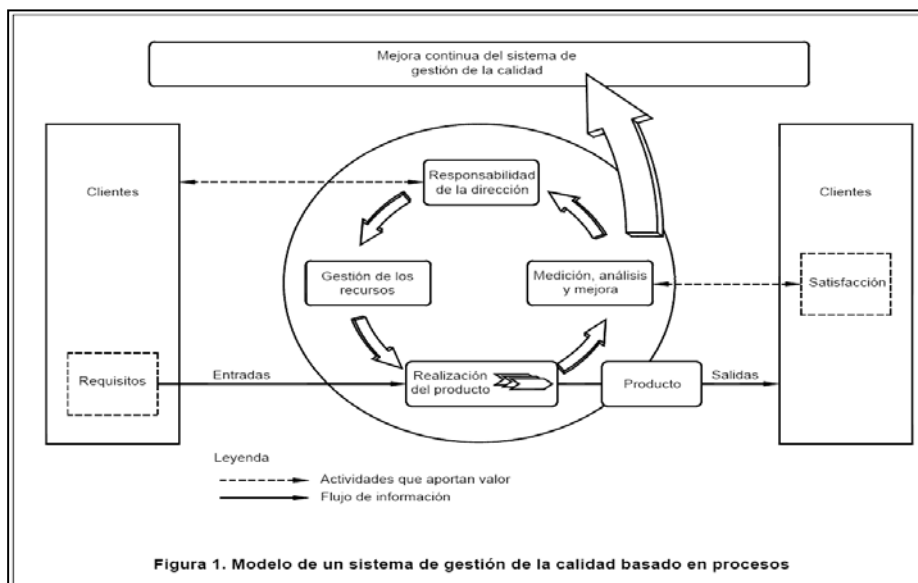 Mejora continua del sistema de
gestión de la calidad
Clientes
Responsabilidad
de la dirección
Clientes
Gestión de los
recursos
Medición, análisis
y mejora
Satisfacción
Requisitos
Entradas
Realización
del producto
Producto
Salidas
Leyenda
Actividades que aportan valor
Flujo de información
Figura 1. Modelo de un sistema de gestión de la calidad basado en procesos